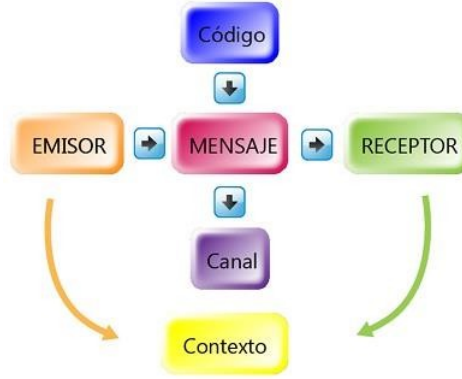 Código
EMISOR
MENSAJE
RECEPTOR
Canal
Contexto